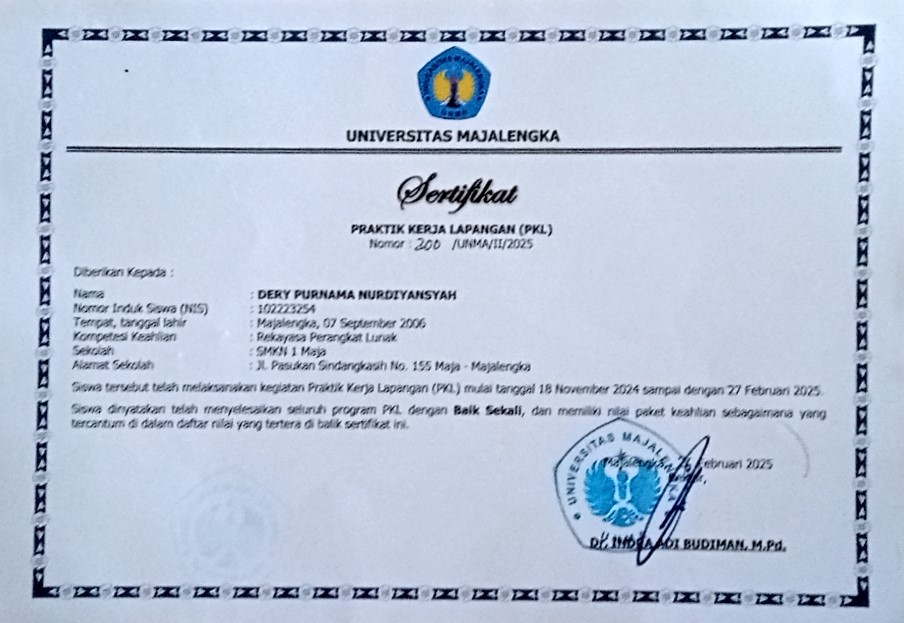 UNIVERSITAS MAJALENGKA
Sertifikat
PRAKTIK KERJA LAPANGAN (PKL)
Nomor : 200 /UNMA/II/2025
Diberikan Kepada :
Nama : DERY PURNAMA NURDIYANSYAH
Nomor Induk Siswa (NIS) : 102223254
Tempat, tanggal lahir : Majalengka, 07 September 2006
Kompetesi Keahlian : Rekayasa Perangkat Lunak
Sekolah : SMKN 1 Maja
Alamat Sekolah : Jl. Pasukan Sindangkasih No. 155 Maja - Majalengka
Siswa tersebut telah melaksanakan kegiatan Praktik Kerja Lapangan (PKL) mulai tanggal 18 November 2024 sampai dengan 27 Februari 2025.
Siswa dinyatakan telah menyelesaikan seluruh program PKL dengan Baik Sekali, dan memiliki nilai paket keahlian sebagaimana yang
tercantum di dalam daftar nilai yang tertera di balik sertifikat ini.
UNIVERSITAS MAJALENGKA
Majalengka, Februari 2025
Dr. INDRA ADI BUDIMAN, M.Pd.